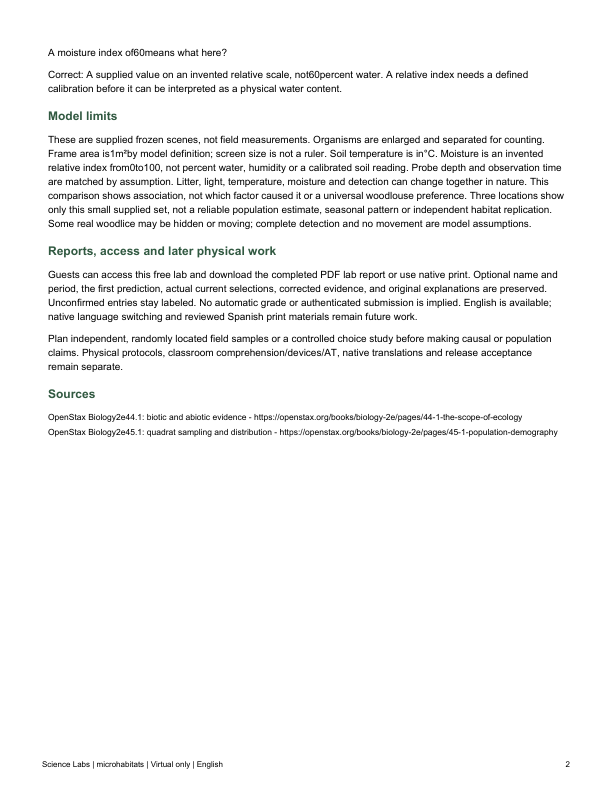 A moisture index of60means what here?
Correct: A supplied value on an invented relative scale, not60percent water. A relative index needs a defined
calibration before it can be interpreted as a physical water content.
Model limits
These are supplied frozen scenes, not field measurements. Organisms are enlarged and separated for counting.
Frame area is1m²by model definition; screen size is not a ruler. Soil temperature is in°C. Moisture is an invented
relative index from0to100, not percent water, humidity or a calibrated soil reading. Probe depth and observation time
are matched by assumption. Litter, light, temperature, moisture and detection can change together in nature. This
comparison shows association, not which factor caused it or a universal woodlouse preference. Three locations show
only this small supplied set, not a reliable population estimate, seasonal pattern or independent habitat replication.
Some real woodlice may be hidden or moving; complete detection and no movement are model assumptions.
Reports, access and later physical work
Guests can access this free lab and download the completed PDF lab report or use native print. Optional name and
period, the first prediction, actual current selections, corrected evidence, and original explanations are preserved.
Unconfirmed entries stay labeled. No automatic grade or authenticated submission is implied. English is available;
native language switching and reviewed Spanish print materials remain future work.
Plan independent, randomly located field samples or a controlled choice study before making causal or population
claims. Physical protocols, classroom comprehension/devices/AT, native translations and release acceptance
remain separate.
Sources
OpenStax Biology2e44.1: biotic and abiotic evidence - https://openstax.org/books/biology-2e/pages/44-1-the-scope-of-ecology
OpenStax Biology2e45.1: quadrat sampling and distribution - https://openstax.org/books/biology-2e/pages/45-1-population-demography
Science Labs | microhabitats | Virtual only | English
2